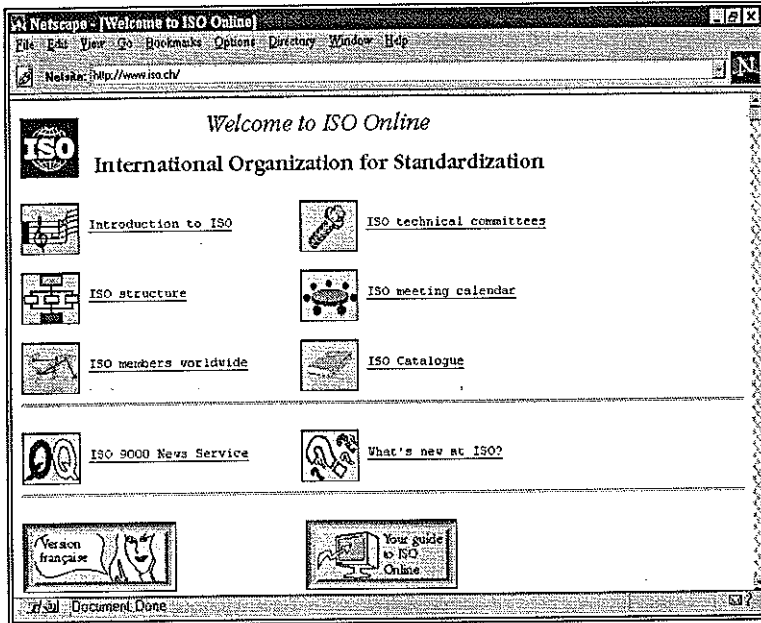 Netscape - [Welcome to ISO Online]
File Edit View Go Bookmarks Options Directory Window Help
Netsite: http://www.iso.ch/
N
Welcome to ISO Online
ISO
International Organization for Standardization
Introduction to ISO
ISO technical committees
ISO structure
ISO meeting calendar
ISO members worldwide
ISO Catalogue
ISO 9000 News Service
What's new at ISO?
Version
française
Your guide
to ISO
Online
Document: Done